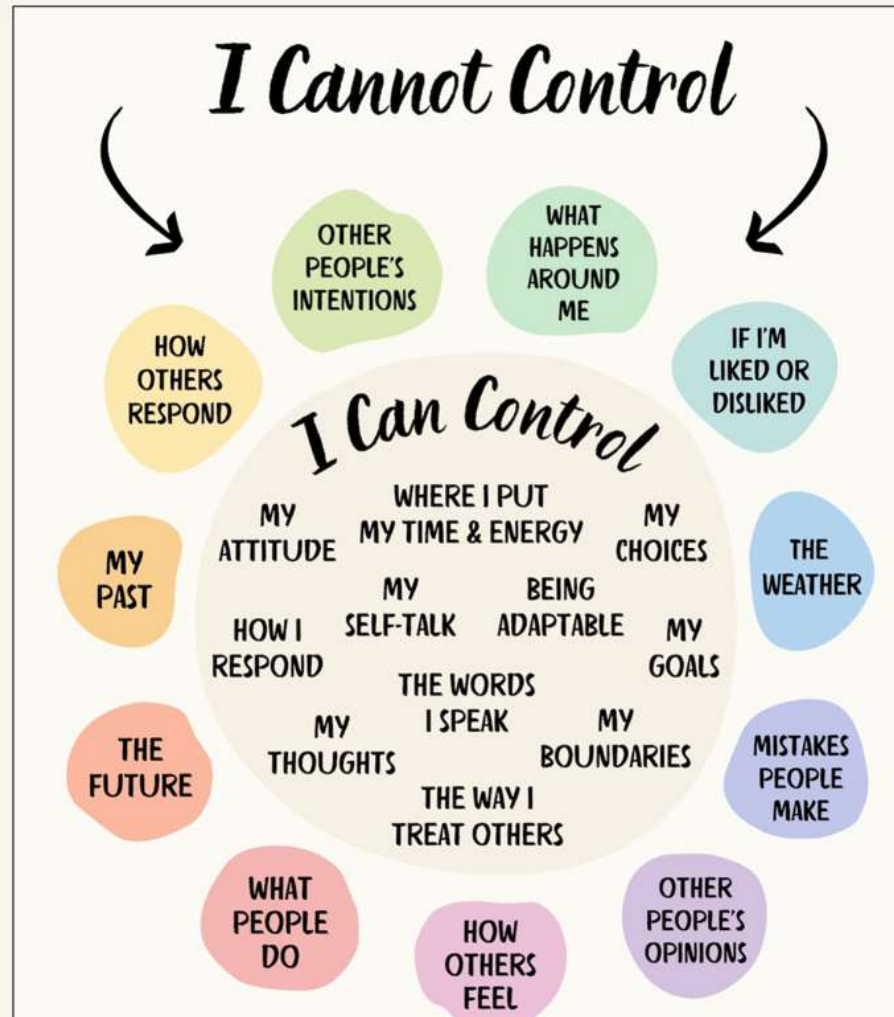 I Cannot Control
OTHER
PEOPLE'S
INTENTIONS
WHAT
HAPPENS
AROUND
ME
HOW
OTHERS
RESPOND
IF I'M
LIKED OR
DISLIKED
MY
PAST
THE
WEATHER
THE
FUTURE
MISTAKES
PEOPLE
MAKE
WHAT
PEOPLE
DO
HOW
OTHERS
FEEL
OTHER
PEOPLE'S
OPINIONS
I Can Control
MY
ATTITUDE
WHERE I PUT
MY TIME & ENERGY
MY
CHOICES
HOW I
RESPOND
MY
SELF-TALK
BEING
ADAPTABLE
MY
GOALS
THE WORDS
I SPEAK
MY
THOUGHTS
MY
BOUNDARIES
THE WAY I
TREAT OTHERS